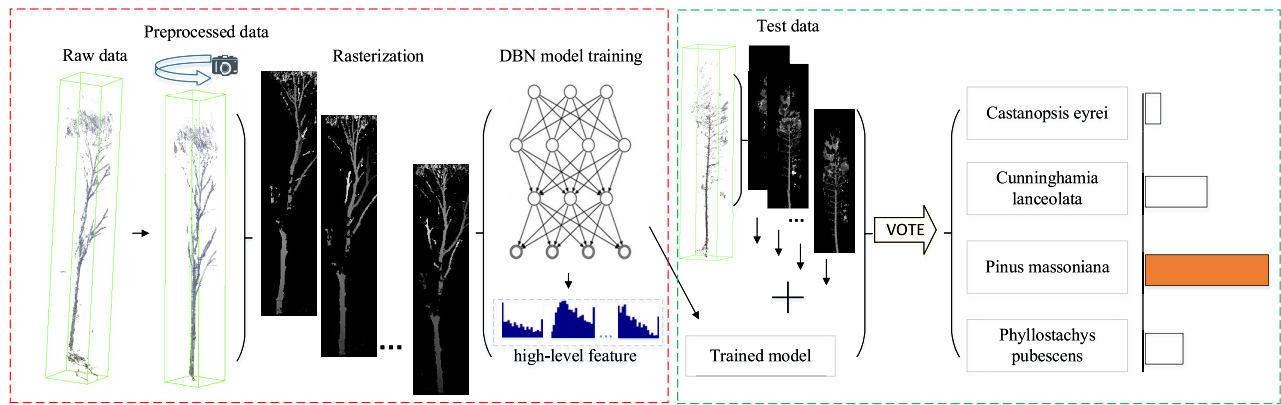 Raw data
Preprocessed data
Rasterization
DBN model training
...
...
high-level feature
Test data
...
+
Trained model
VOTE
Castanopsis eyrei
Cunninghamia
lanceolata
Pinus massoniana
Phyllostachys
pubescens